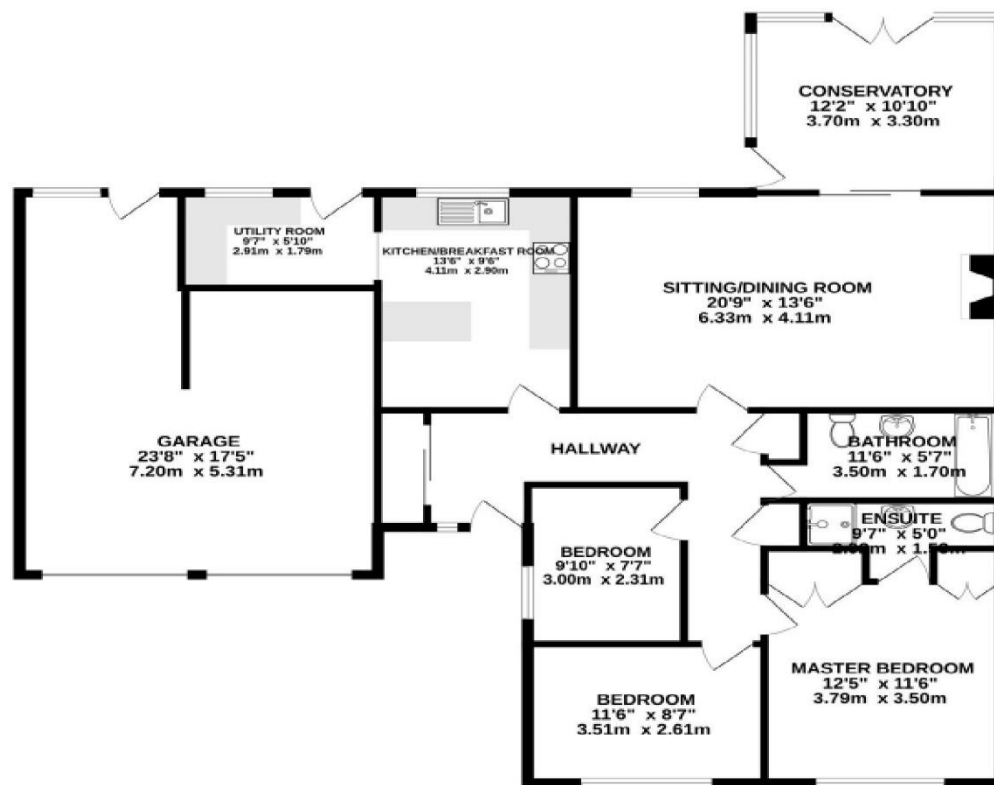 CONSERVATORY
12'2" x 10'10"
3.70m x 3.30m
UTILITY ROOM
9'7" x 5'10"
2.91m x 1.79m
KITCHEN/BREAKFAST ROOM
13'6" x 9'6"
4.11m x 2.90m
SITTING/DINING ROOM
20'9" x 13'6"
6.33m x 4.11m
GARAGE
23'8" x 17'5"
7.20m x 5.31m
HALLWAY
BATHROOM
11'6" x 5'7"
3.50m x 1.70m
ENSUITE
9'7" x 5'0"
BEDROOM
9'10" x 7'7"
3.00m x 2.31m
MASTER BEDROOM
12'5" x 11'6"
3.79m x 3.50m
BEDROOM
11'6" x 8'7"
3.51m x 2.61m